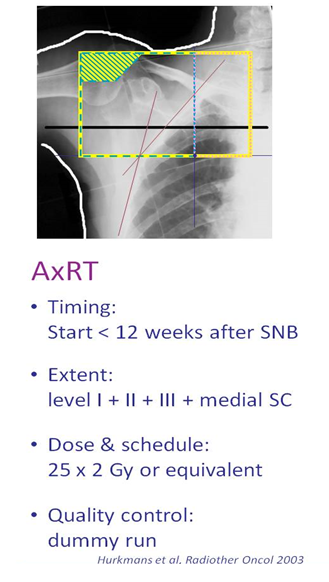 AxRT
• Timing:
Start < 12 weeks after SNB
• Extent:
level I + II + III + medial SC
• Dose & schedule:
25 x 2 Gy or equivalent
• Quality control:
dummy run
Hurkmans et al. Radiother Oncol 2003